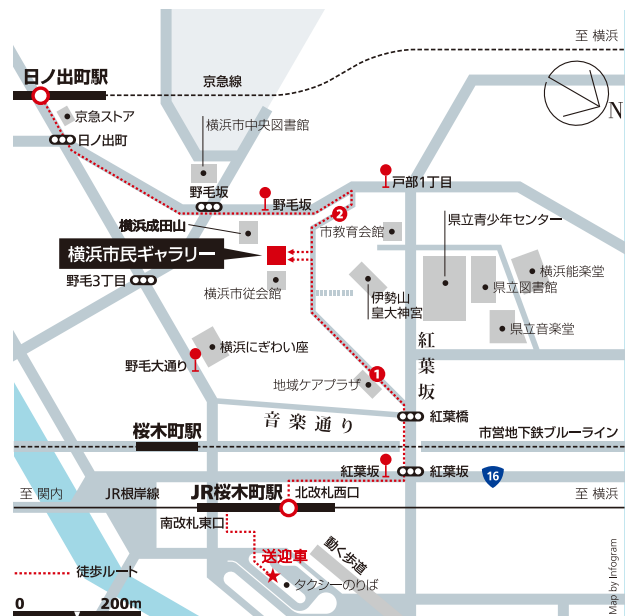 至 横浜
日ノ出町駅
京急線
N
京急ストア
横浜市中央図書館
日ノ出町
戸部1丁目
野毛坂
野毛坂
2
横浜成田山
市教育会館
県立青少年センター
横浜市民ギャラリー
野毛3丁目
横浜市従会館
伊勢山
皇大神宮
横浜能楽堂
県立図書館
県立音楽堂
紅葉坂
横浜にぎわい座
野毛大通り
1
地域ケアプラザ
音楽通り
紅葉橋
桜木町駅
市営地下鉄ブルーライン
紅葉坂
紅葉坂
16
至 関内
JR根岸線
JR桜木町駅
北改札西口
至 横浜
南改札東口
送迎車
動く歩道
タクシーのりば
徒歩ルート
0
200m
Map by Infogram